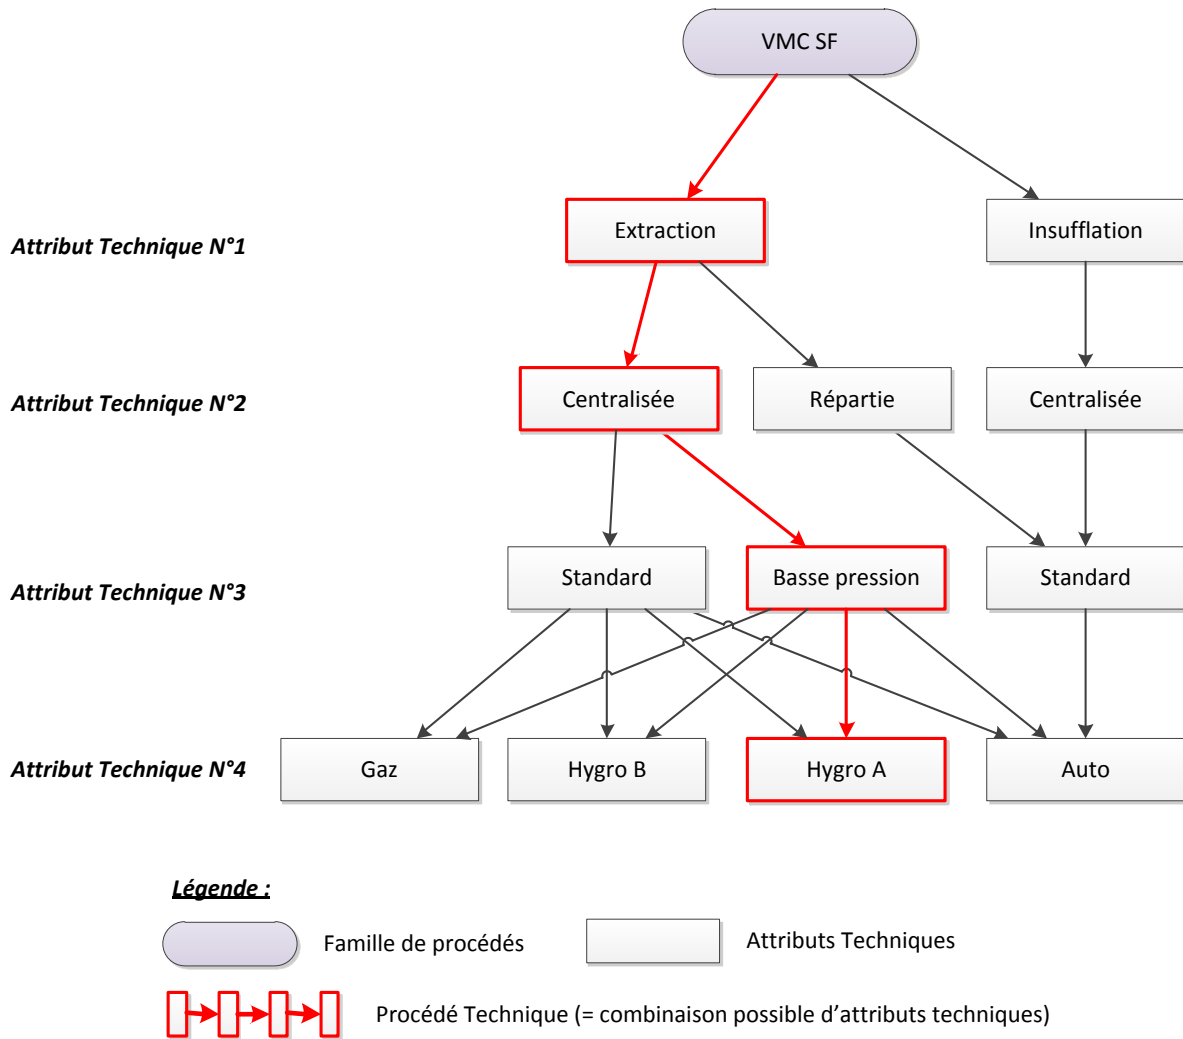 VMC SF
Attribut Technique N°1
Extraction
Insufflation
Attribut Technique N°2
Centralisée
Répartie
Centralisée
Attribut Technique N°3
Standard
Basse pression
Standard
Attribut Technique N°4
Gaz
Hygro B
Hygro A
Auto
Légende :
Famille de procédés
Attributs Techniques
Procédé Technique (= combinaison possible d’attributs techniques)